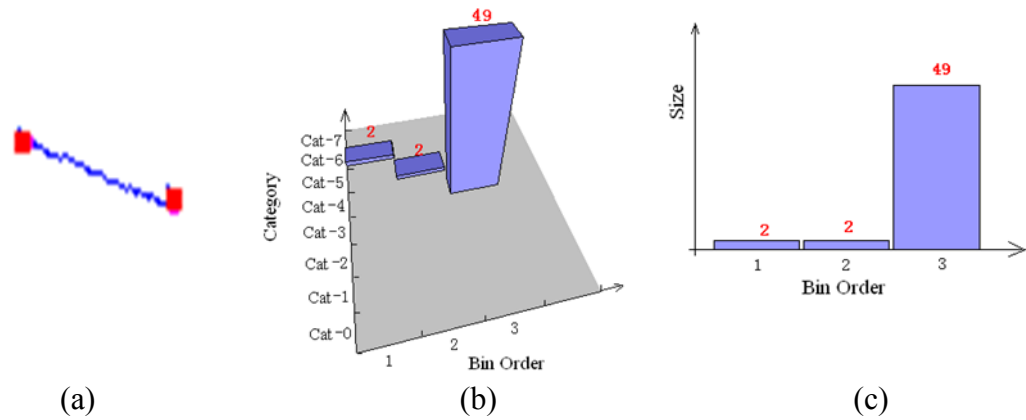 49
2
2
Cat-7
Cat-6
Cat-5
Cat-4
Cat-3
Cat-2
Cat-1
Cat-0
Category
1
2
3
Bin Order
Size
49
2
2
1
2
3
Bin Order
(a)
(b)
(c)